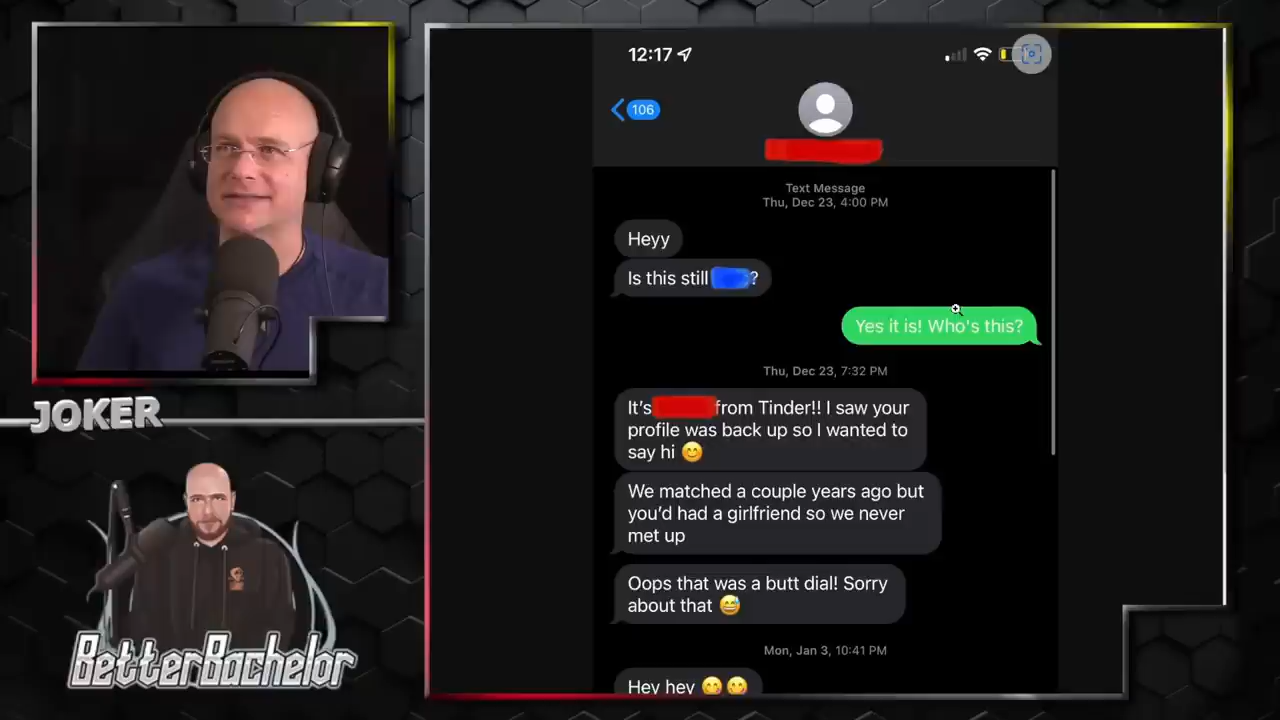 12:17
106
Text Message
Thu, Dec 23, 4:00 PM
Heyy
Is this still ?
Yes it is! Who's this?
Thu, Dec 23, 7:32 PM
It's from Tinder!! I saw your
profile was back up so I wanted to
say hi 😊
We matched a couple years ago but
you'd had a girlfriend so we never
met up
Oops that was a butt dial! Sorry
about that 😅
Mon, Jan 3, 10:41 PM
Hey hey 😋😋
JOKER
BetterBachelor